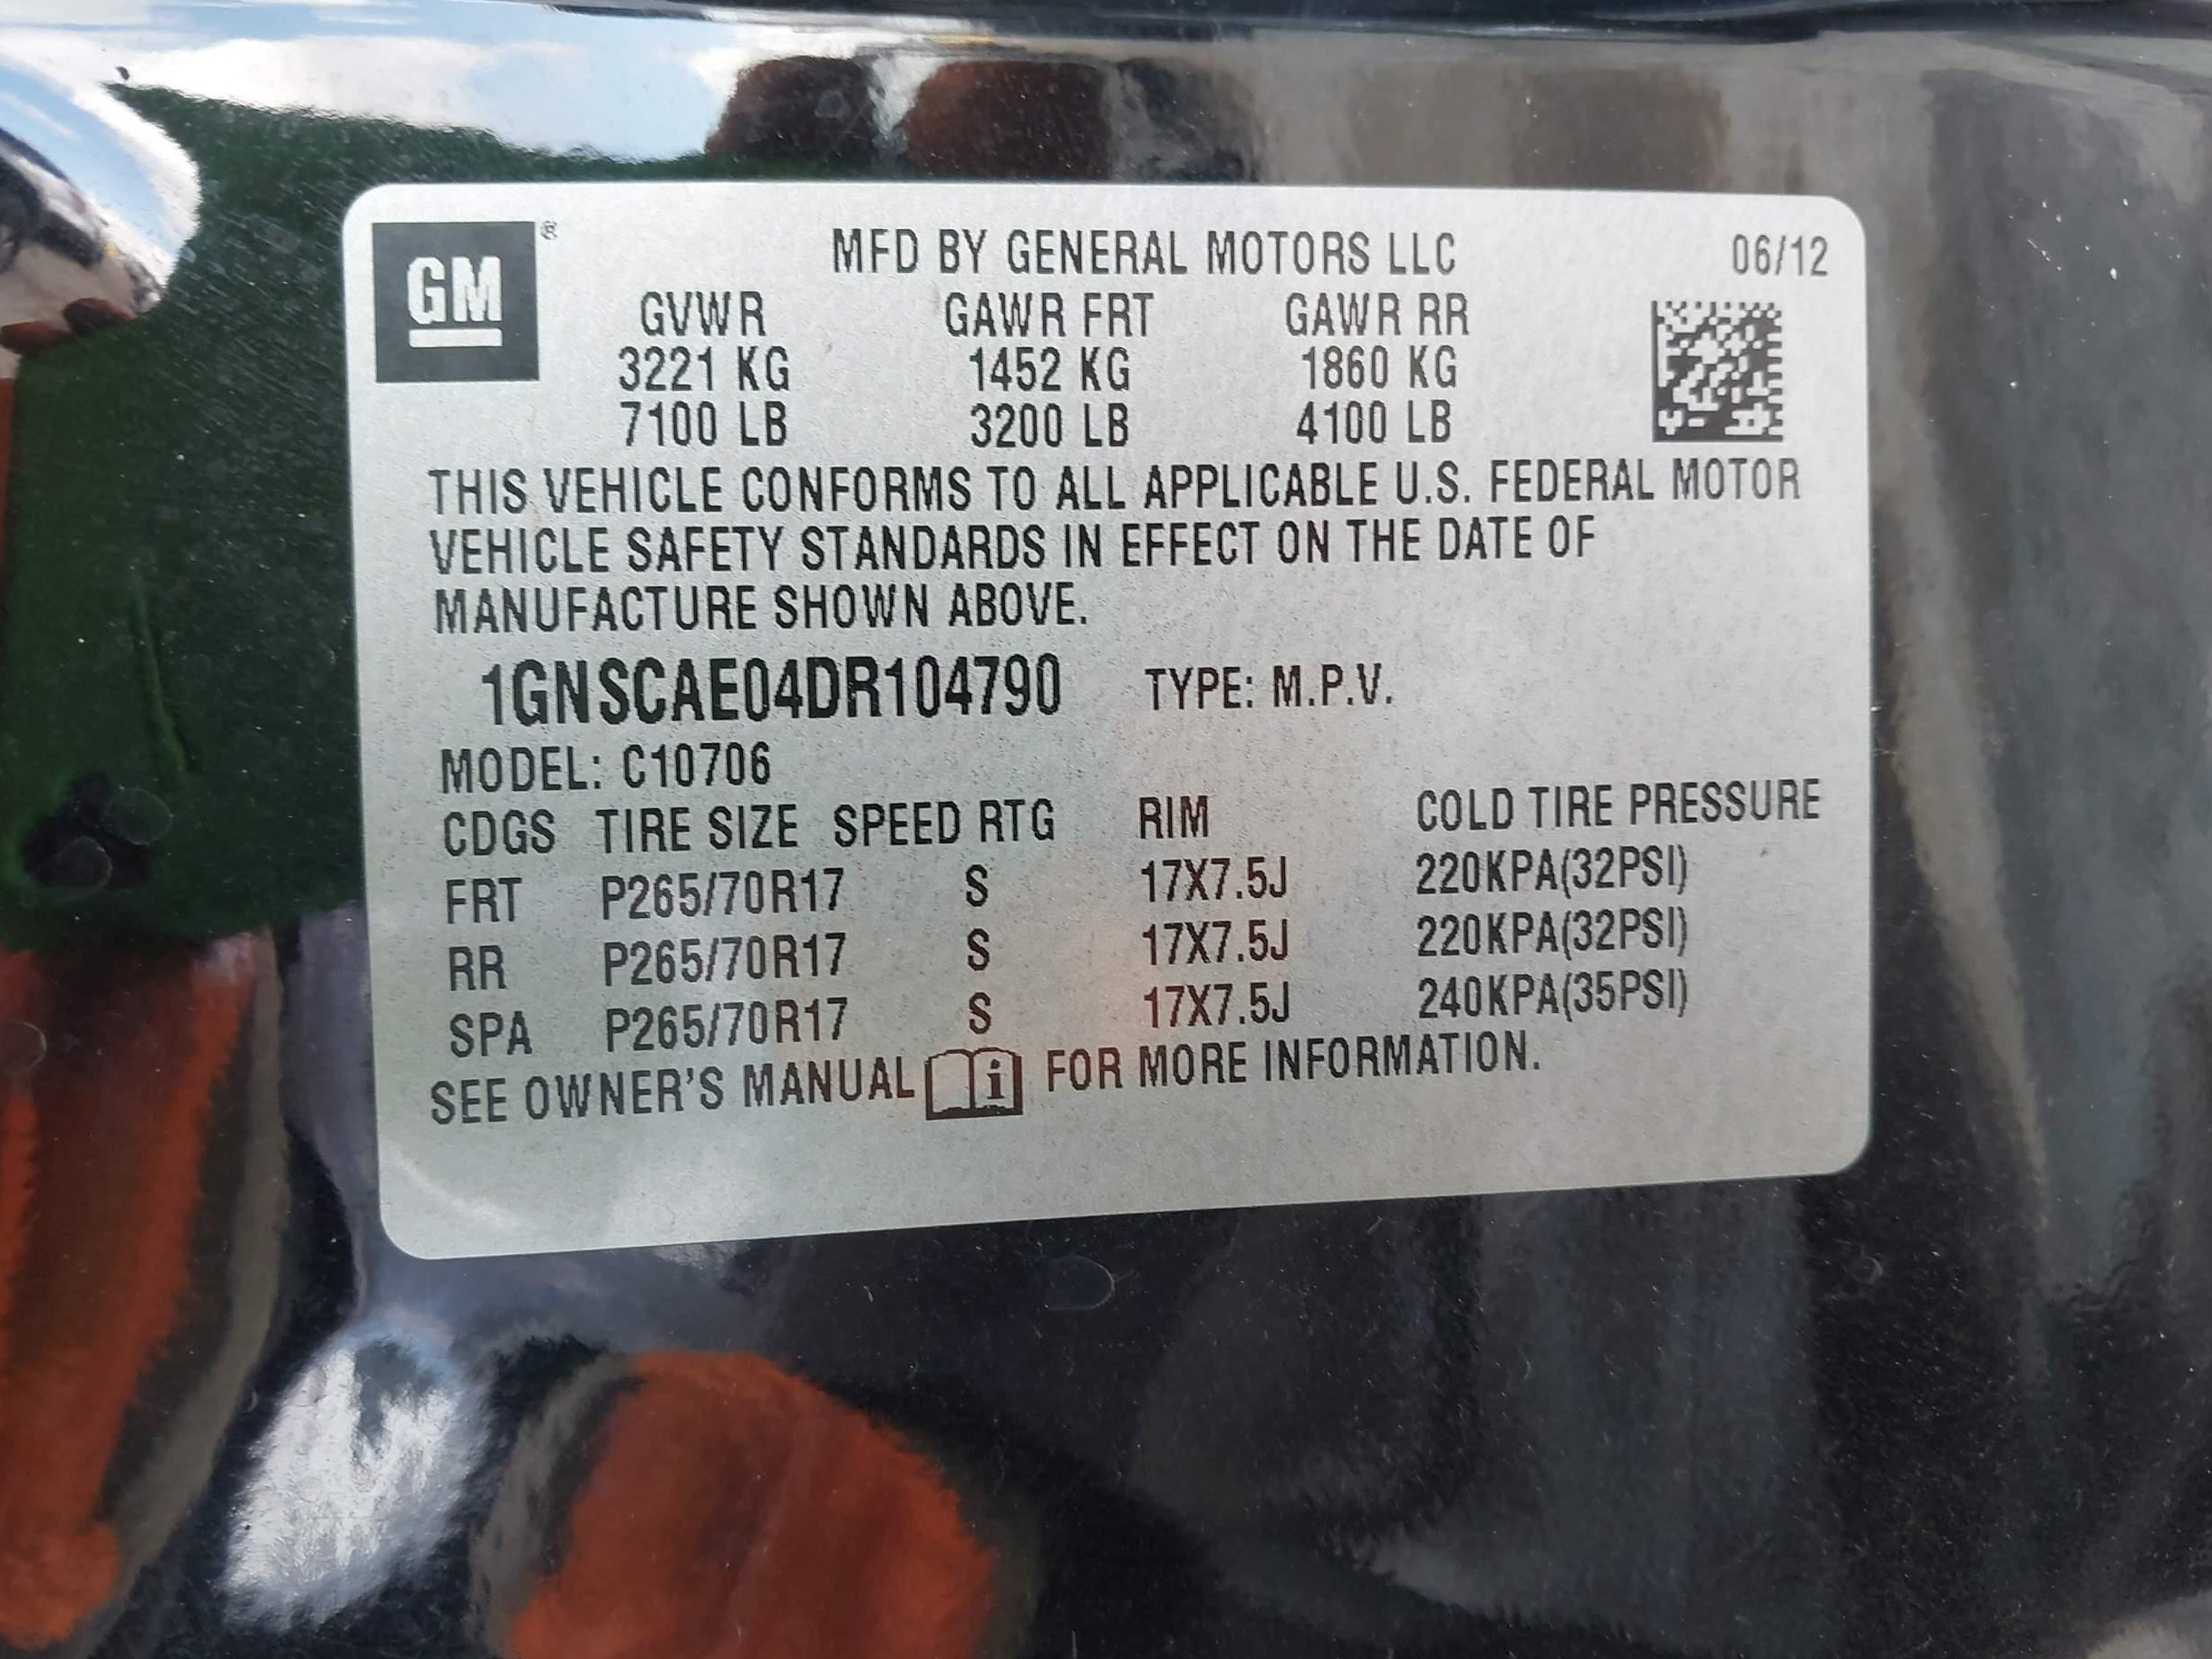 GM ®
MFD BY GENERAL MOTORS LLC 06/12
GVWR GAWR FRT GAWR RR
3221 KG 1452 KG 1860 KG
7100 LB 3200 LB 4100 LB
THIS VEHICLE CONFORMS TO ALL APPLICABLE U.S. FEDERAL MOTOR
VEHICLE SAFETY STANDARDS IN EFFECT ON THE DATE OF
MANUFACTURE SHOWN ABOVE.
1GNSCAE04DR104790 TYPE: M.P.V.
MODEL: C10706
CDGS TIRE SIZE SPEED RTG RIM COLD TIRE PRESSURE
FRT P265/70R17 S 17X7.5J 220KPA(32PSI)
RR P265/70R17 S 17X7.5J 220KPA(32PSI)
SPA P265/70R17 S 17X7.5J 240KPA(35PSI)
SEE OWNER'S MANUAL i FOR MORE INFORMATION.